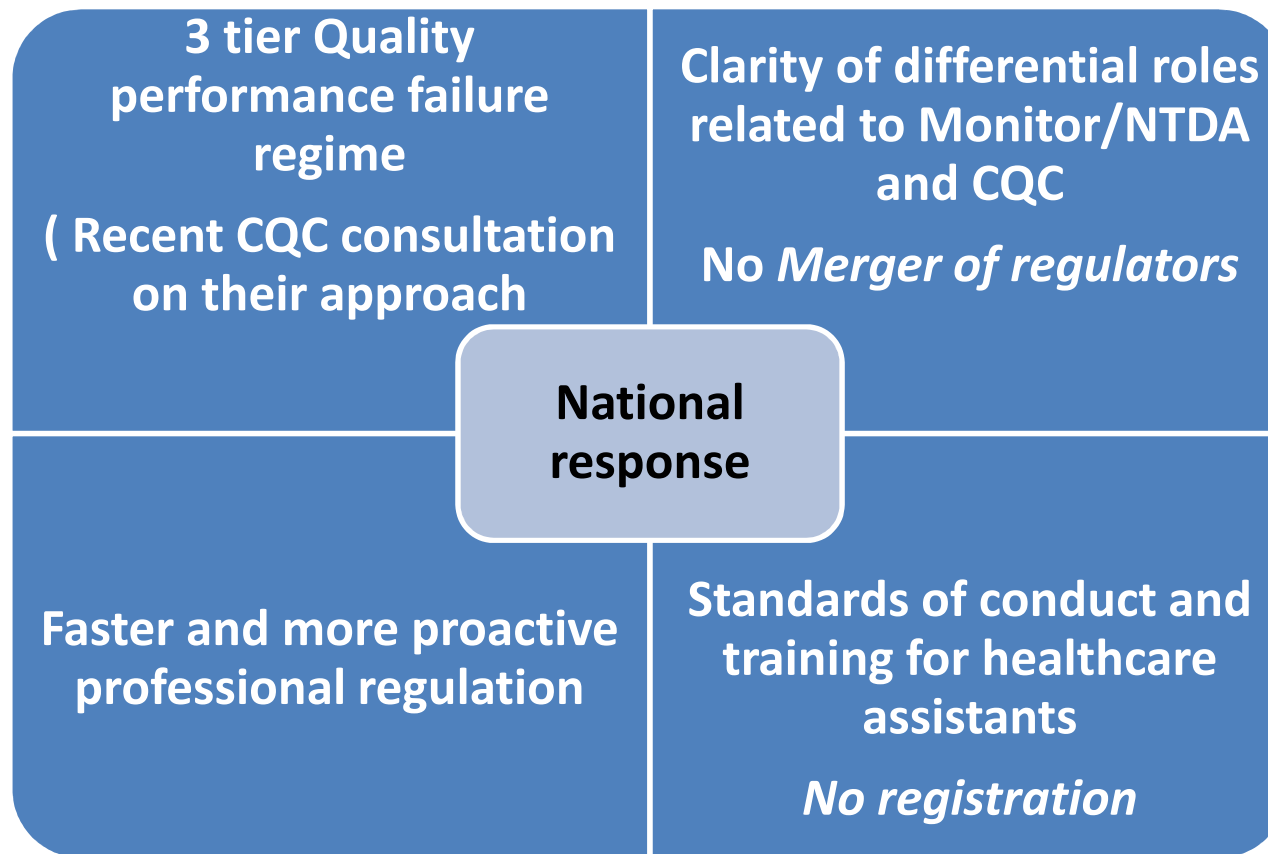 3 tier Quality
performance failure
regime
( Recent CQC consultation
on their approach
Clarity of differential roles
related to Monitor/NTDA
and CQC
No Merger of regulators
National
response
Faster and more proactive
professional regulation
Standards of conduct and
training for healthcare
assistants
No registration